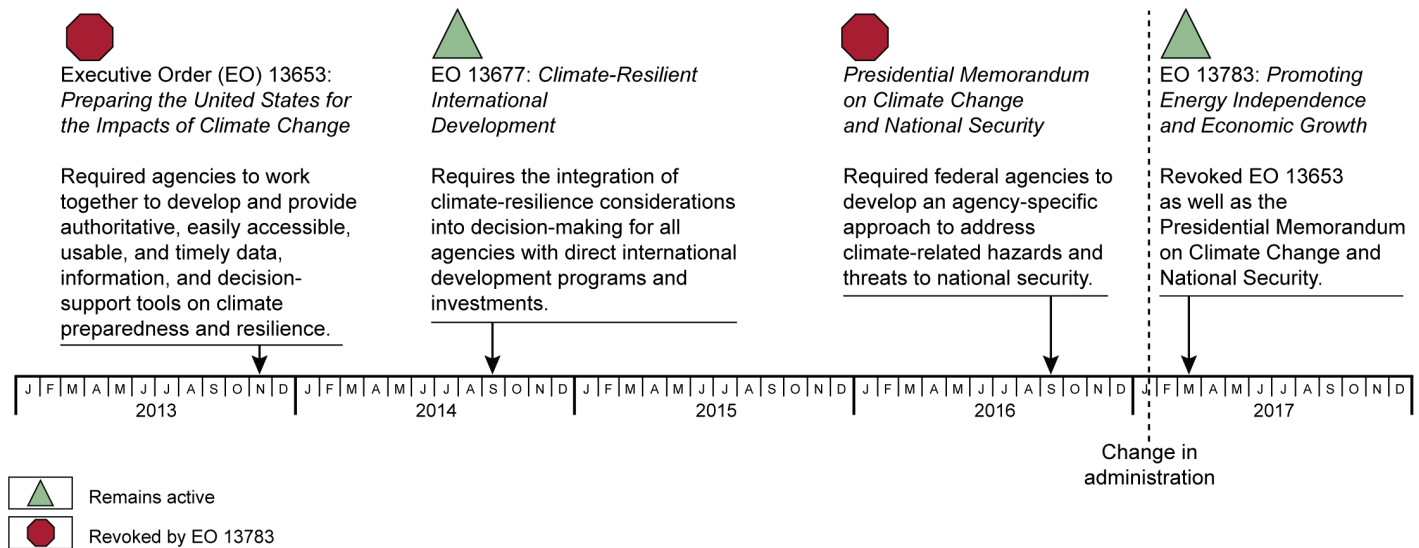 Executive Order (EO) 13653:
Preparing the United States for
the Impacts of Climate Change
Required agencies to work
together to develop and provide
authoritative, easily accessible,
usable, and timely data,
information, and decision-
support tools on climate
preparedness and resilience.
EO 13677: Climate-Resilient
International
Development
Requires the integration of
climate-resilience considerations
into decision-making for all
agencies with direct international
development programs and
investments.
Presidential Memorandum
on Climate Change
and National Security
Required federal agencies to
develop an agency-specific
approach to address
climate-related hazards and
threats to national security.
EO 13783: Promoting
Energy Independence
and Economic Growth
Revoked EO 13653
as well as the
Presidential Memorandum
on Climate Change and
National Security.
J F M A M J J A S O N D J F M A M J J A S O N D J F M A M J J A S O N D J F M A M J J A S O N D J F M A M J J A S O N D
2013 2014 2015 2016 2017
Change in
administration
Remains active
Revoked by EO 13783